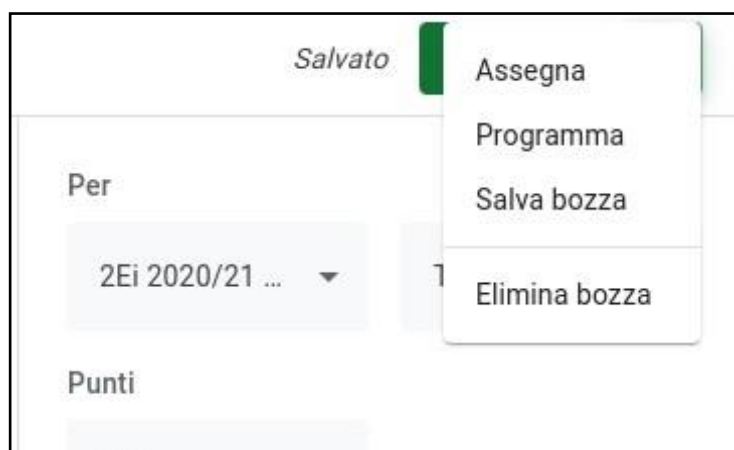 Salvato
Assegna
Programma
Salva bozza
Elimina bozza
Per
2Ei 2020/21 ...
Punti